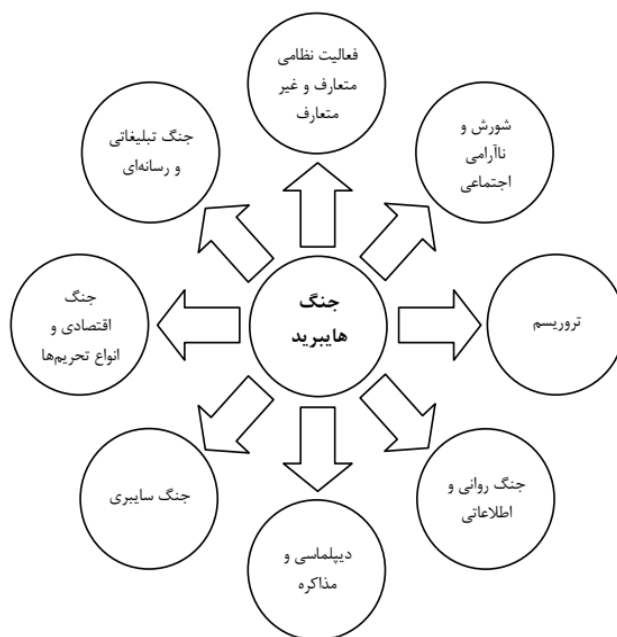 فعالیت نظامی
متعارف و غیر
متعارف
شورش و
ناآرامی
اجتماعی
تروریسم
جنگ روانی و
اطلاعاتی
دیپلماسی و
مذاکره
جنگ سایبری
جنگ
اقتصادی و
انواع تحریم‌ها
جنگ تبلیغاتی
و رسانه‌ای
جنگ
هایبرید